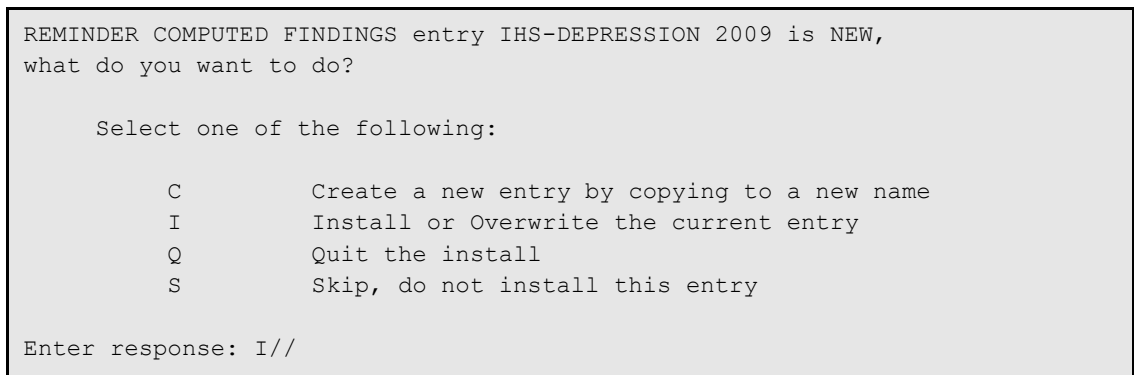 REMINDER COMPUTED FINDINGS entry IHS-DEPRESSION 2009 is NEW,
what do you want to do?
Select one of the following:
C Create a new entry by copying to a new name
I Install or Overwrite the current entry
Q Quit the install
S Skip, do not install this entry
Enter response: I//